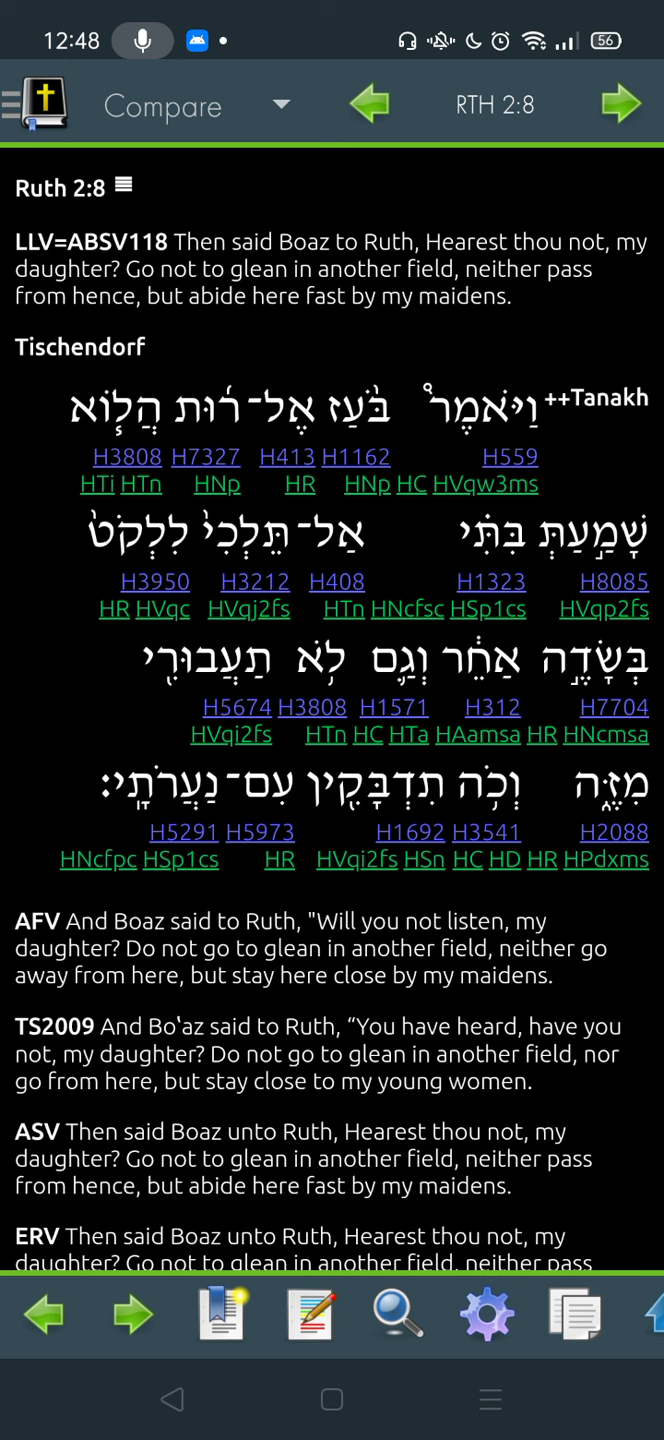 12:48
56
Compare
RTH 2:8
Ruth 2:8
LLV=ABSV118 Then said Boaz to Ruth, Hearest thou not, my
daughter? Go not to glean in another field, neither pass
from hence, but abide here fast by my maidens.
Tischendorf
++Tanakh וַיֹּאמֶר֩ בֹּ֨עַז אֶל־ר֜וּת הֲל֧וֹא
H3808 H7327 H413 H1162 H559
HTi HTn HNp HR HNp HC HVqw3ms
שָׁמַ֣עַתְּ בִּתִּ֗י אַל־תֵּלְכִי֙ לִלְקֹט֙
H3950 H3212 H408 H1323 H8085
HR HVqc HVqj2fs HTn HNcfsc HSp1cs HVqp2fs
בְּשָׂדֶ֣ה אַחֵ֔ר וְגַ֛ם לֹ֥א תַעֲבוּרִ֖י
H5674 H3808 H1571 H312 H7704
HVqi2fs HTn HC HTa HAamsa HR HNcmsa
מִזֶּ֑ה וְכֹ֥ה תִדְבָּקִ֖ין עִם־נַעֲרֹתָֽי׃
H5291 H5973 H1692 H3541 H2088
HNcfpc HSp1cs HR HVqi2fs HSn HC HD HR HPdxms
AFV And Boaz said to Ruth, "Will you not listen, my
daughter? Do not go to glean in another field, neither go
away from here, but stay here close by my maidens.
TS2009 And Boʽaz said to Ruth, “You have heard, have you
not, my daughter? Do not go to glean in another field, nor
go from here, but stay close to my young women.
ASV Then said Boaz unto Ruth, Hearest thou not, my
daughter? Go not to glean in another field, neither pass
from hence, but abide here fast by my maidens.
ERV Then said Boaz unto Ruth, Hearest thou not, my
daughter? Go not to glean in another field, neither pass